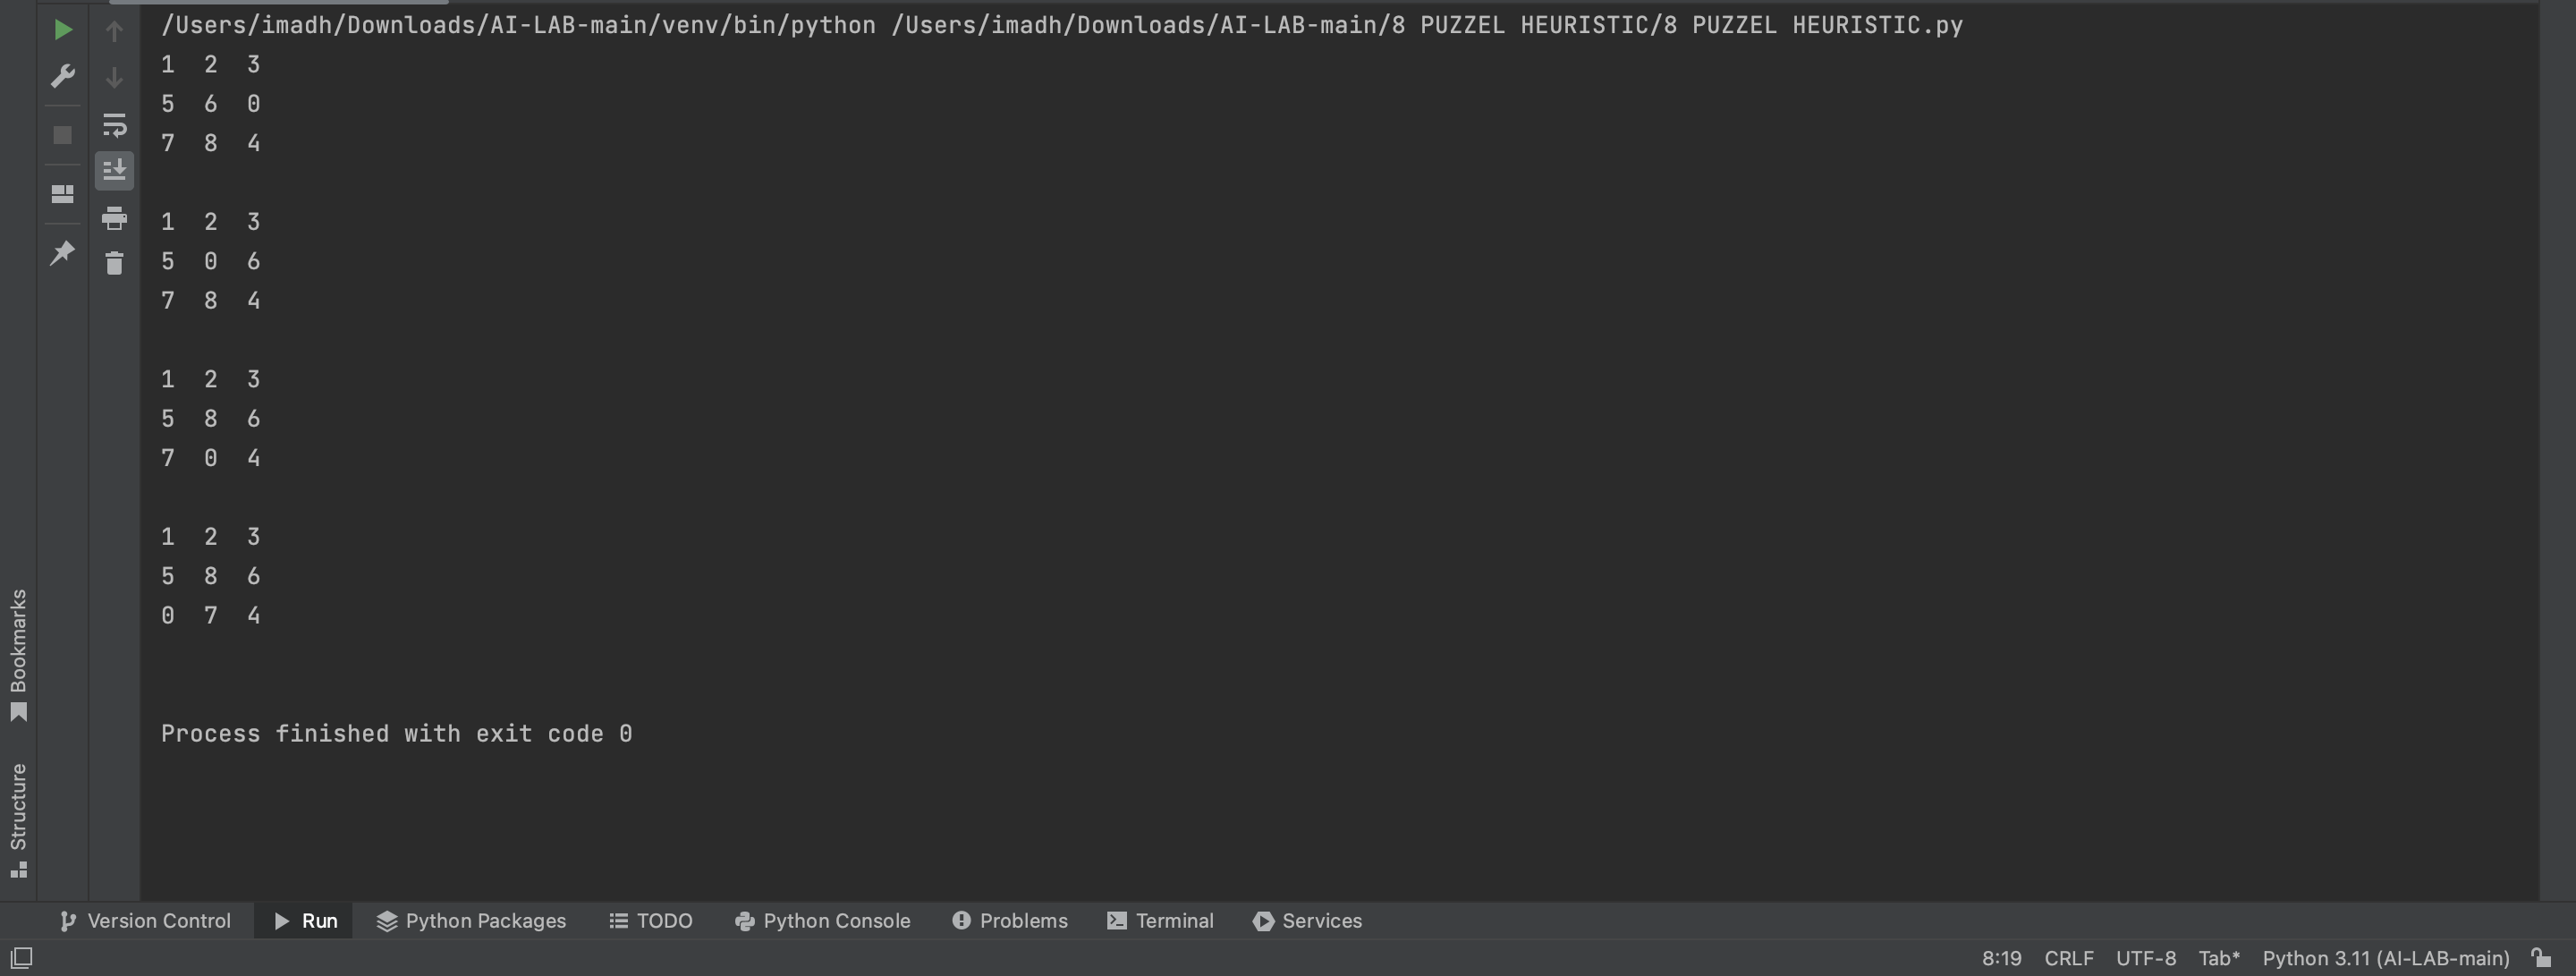 /Users/imadh/Downloads/AI-LAB-main/venv/bin/python /Users/imadh/Downloads/AI-LAB-main/8 PUZZEL HEURISTIC/8 PUZZEL HEURISTIC.py
1 2 3
5 6 0
7 8 4
1 2 3
5 0 6
7 8 4
1 2 3
5 8 6
7 0 4
1 2 3
5 8 6
0 7 4
Process finished with exit code 0
Bookmarks
Structure
Version Control Run Python Packages TODO Python Console Problems Terminal Services
8:19 CRLF UTF-8 Tab* Python 3.11 (AI-LAB-main)